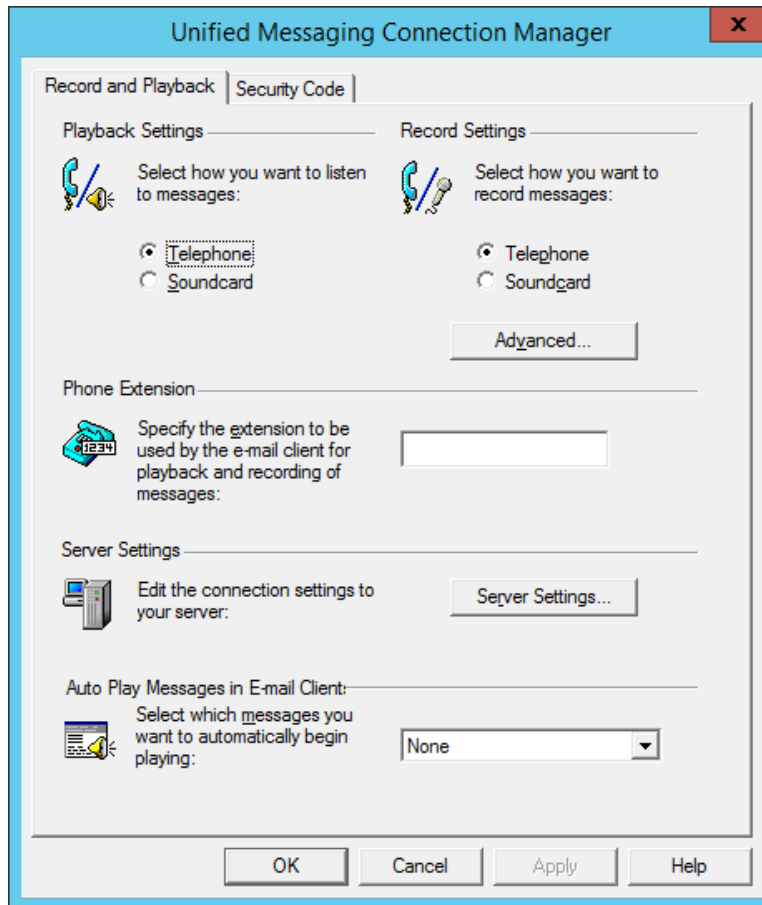 Unified Messaging Connection Manager
x
Record and Playback
Security Code
Playback Settings
Select how you want to listen
to messages:
Telephone
Soundcard
Record Settings
Select how you want to
record messages:
Telephone
Soundcard
Advanced...
Phone Extension
1234
Specify the extension to be
used by the e-mail client for
playback and recording of
messages:
Server Settings
Edit the connection settings to
your server:
Server Settings...
Auto Play Messages in E-mail Client:
Select which messages you
want to automatically begin
playing:
None
OK
Cancel
Apply
Help